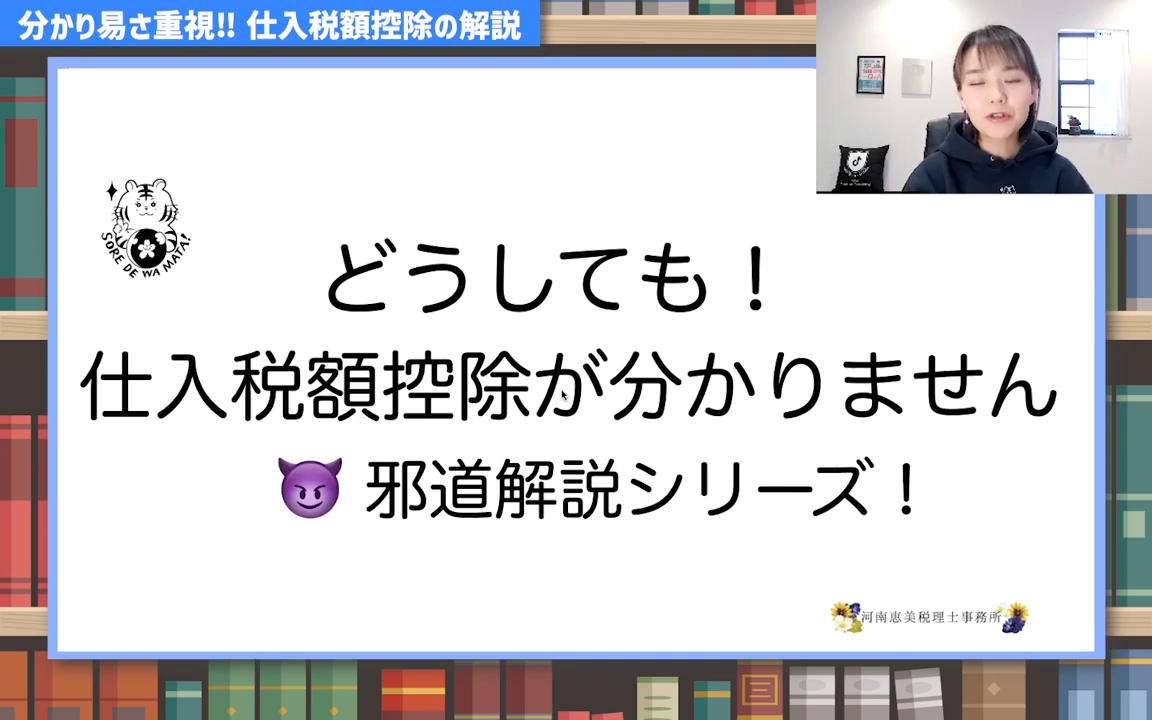 分かり易さ重視!! 仕入税額控除の解説
SORE DE WA MATA!
どうしても！
仕入税額控除が分かりません
😈 邪道解説シリーズ！
河南恵美税理士事務所